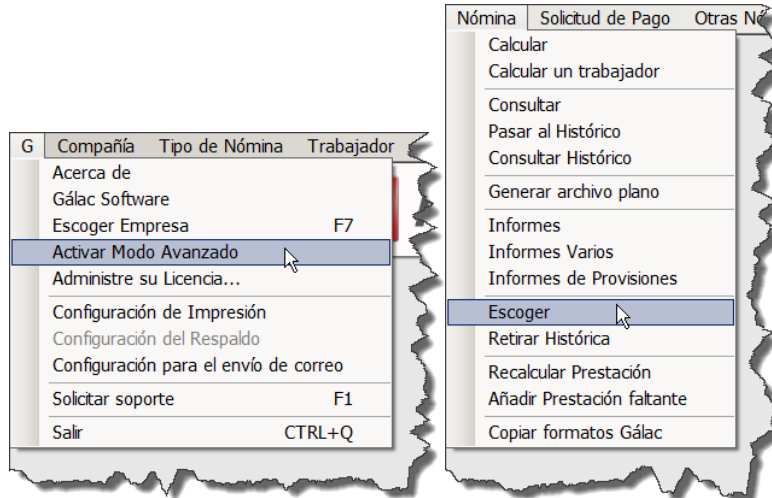 G Compañía Tipo de Nómina Trabajador
Acerca de
Gálac Software
Escoger Empresa F7
Activar Modo Avanzado
Administre su Licencia...
Configuración de Impresión
Configuración del Respaldo
Configuración para el envío de correo
Solicitar soporte F1
Salir CTRL+Q
Nómina Solicitud de Pago Otras
Calcular
Calcular un trabajador
Consultar
Pasar al Histórico
Consultar Histórico
Generar archivo plano
Informes
Informes Varios
Informes de Provisiones
Escoger
Retirar Histórica
Recalcular Prestación
Añadir Prestación faltante
Copiar formatos Gálac